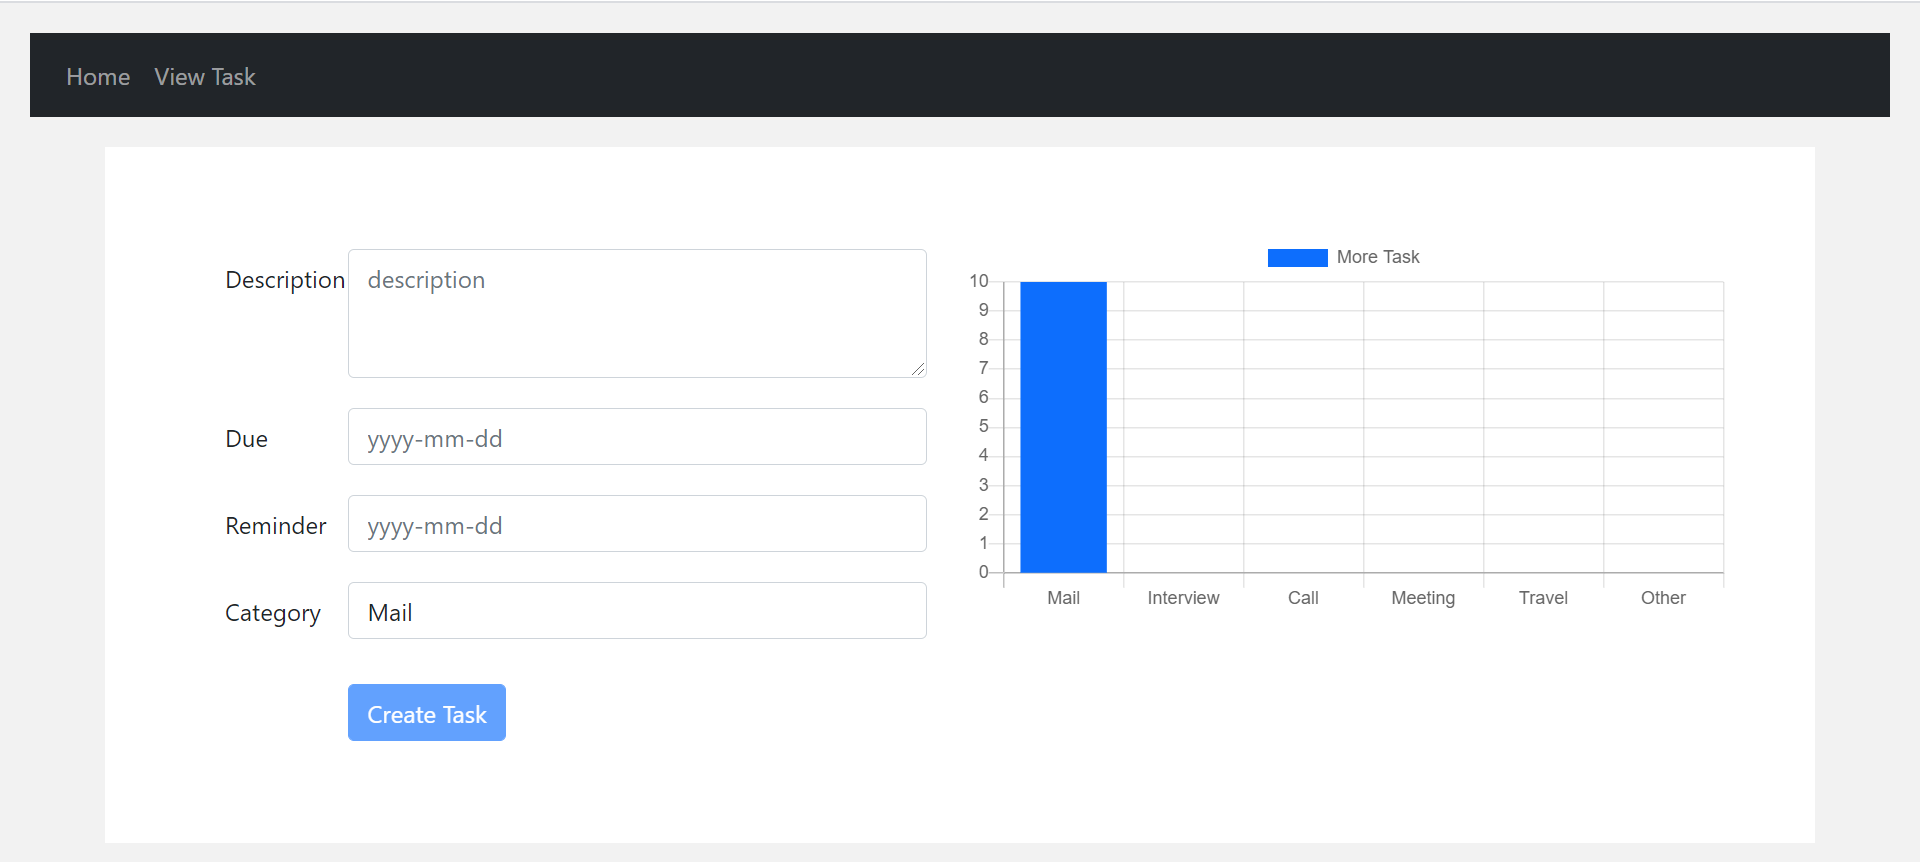 Home View Task
Description description
Due yyyy-mm-dd
Reminder yyyy-mm-dd
Category Mail
Create Task
More Task
10
9
8
7
6
5
4
3
2
1
0
Mail Interview Call Meeting Travel Other